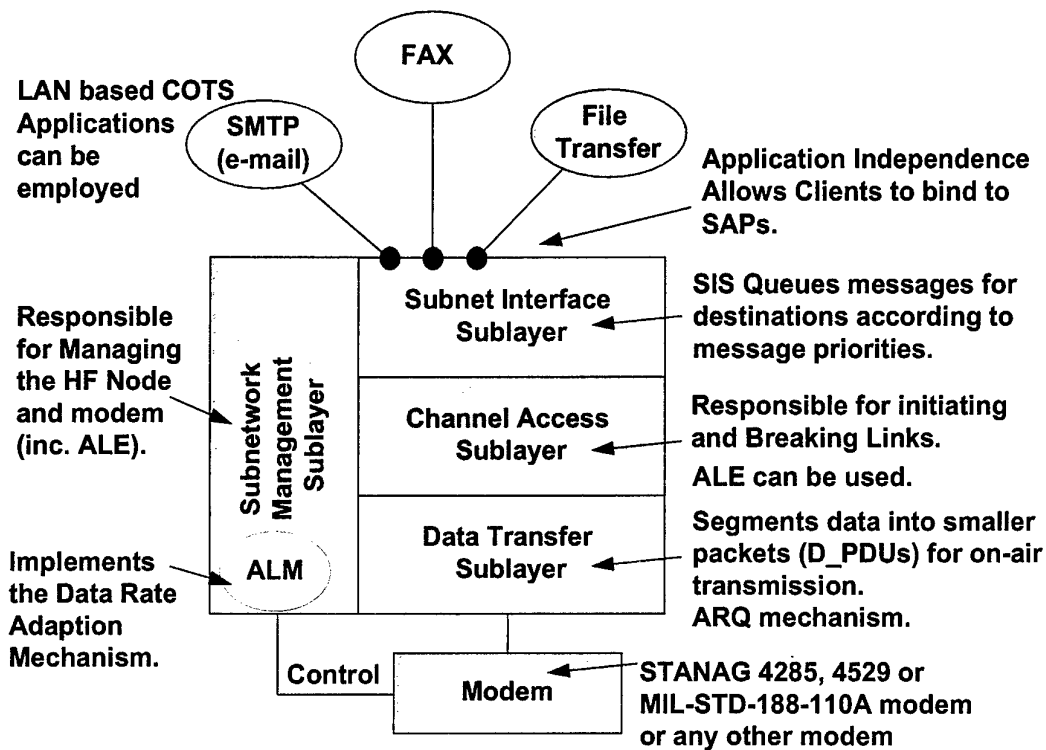 FAX
LAN based COTS
Applications
can be
employed
SMTP
(e-mail)
File
Transfer
Application Independence
Allows Clients to bind to
SAPs.
Subnet Interface
Sublayer
SIS Queues messages for
destinations according to
message priorities.
Responsible
for Managing
the HF Node
and modem
(inc. ALE).
Subnetwork
Management
Sublayer
Channel Access
Sublayer
Responsible for initiating
and Breaking Links.
ALE can be used.
Data Transfer
Sublayer
Segments data into smaller
packets (D_PDUs) for on-air
transmission.
ARQ mechanism.
Implements
the Data Rate
Adaption
Mechanism.
ALM
Control
Modem
STANAG 4285, 4529 or
MIL-STD-188-110A modem
or any other modem